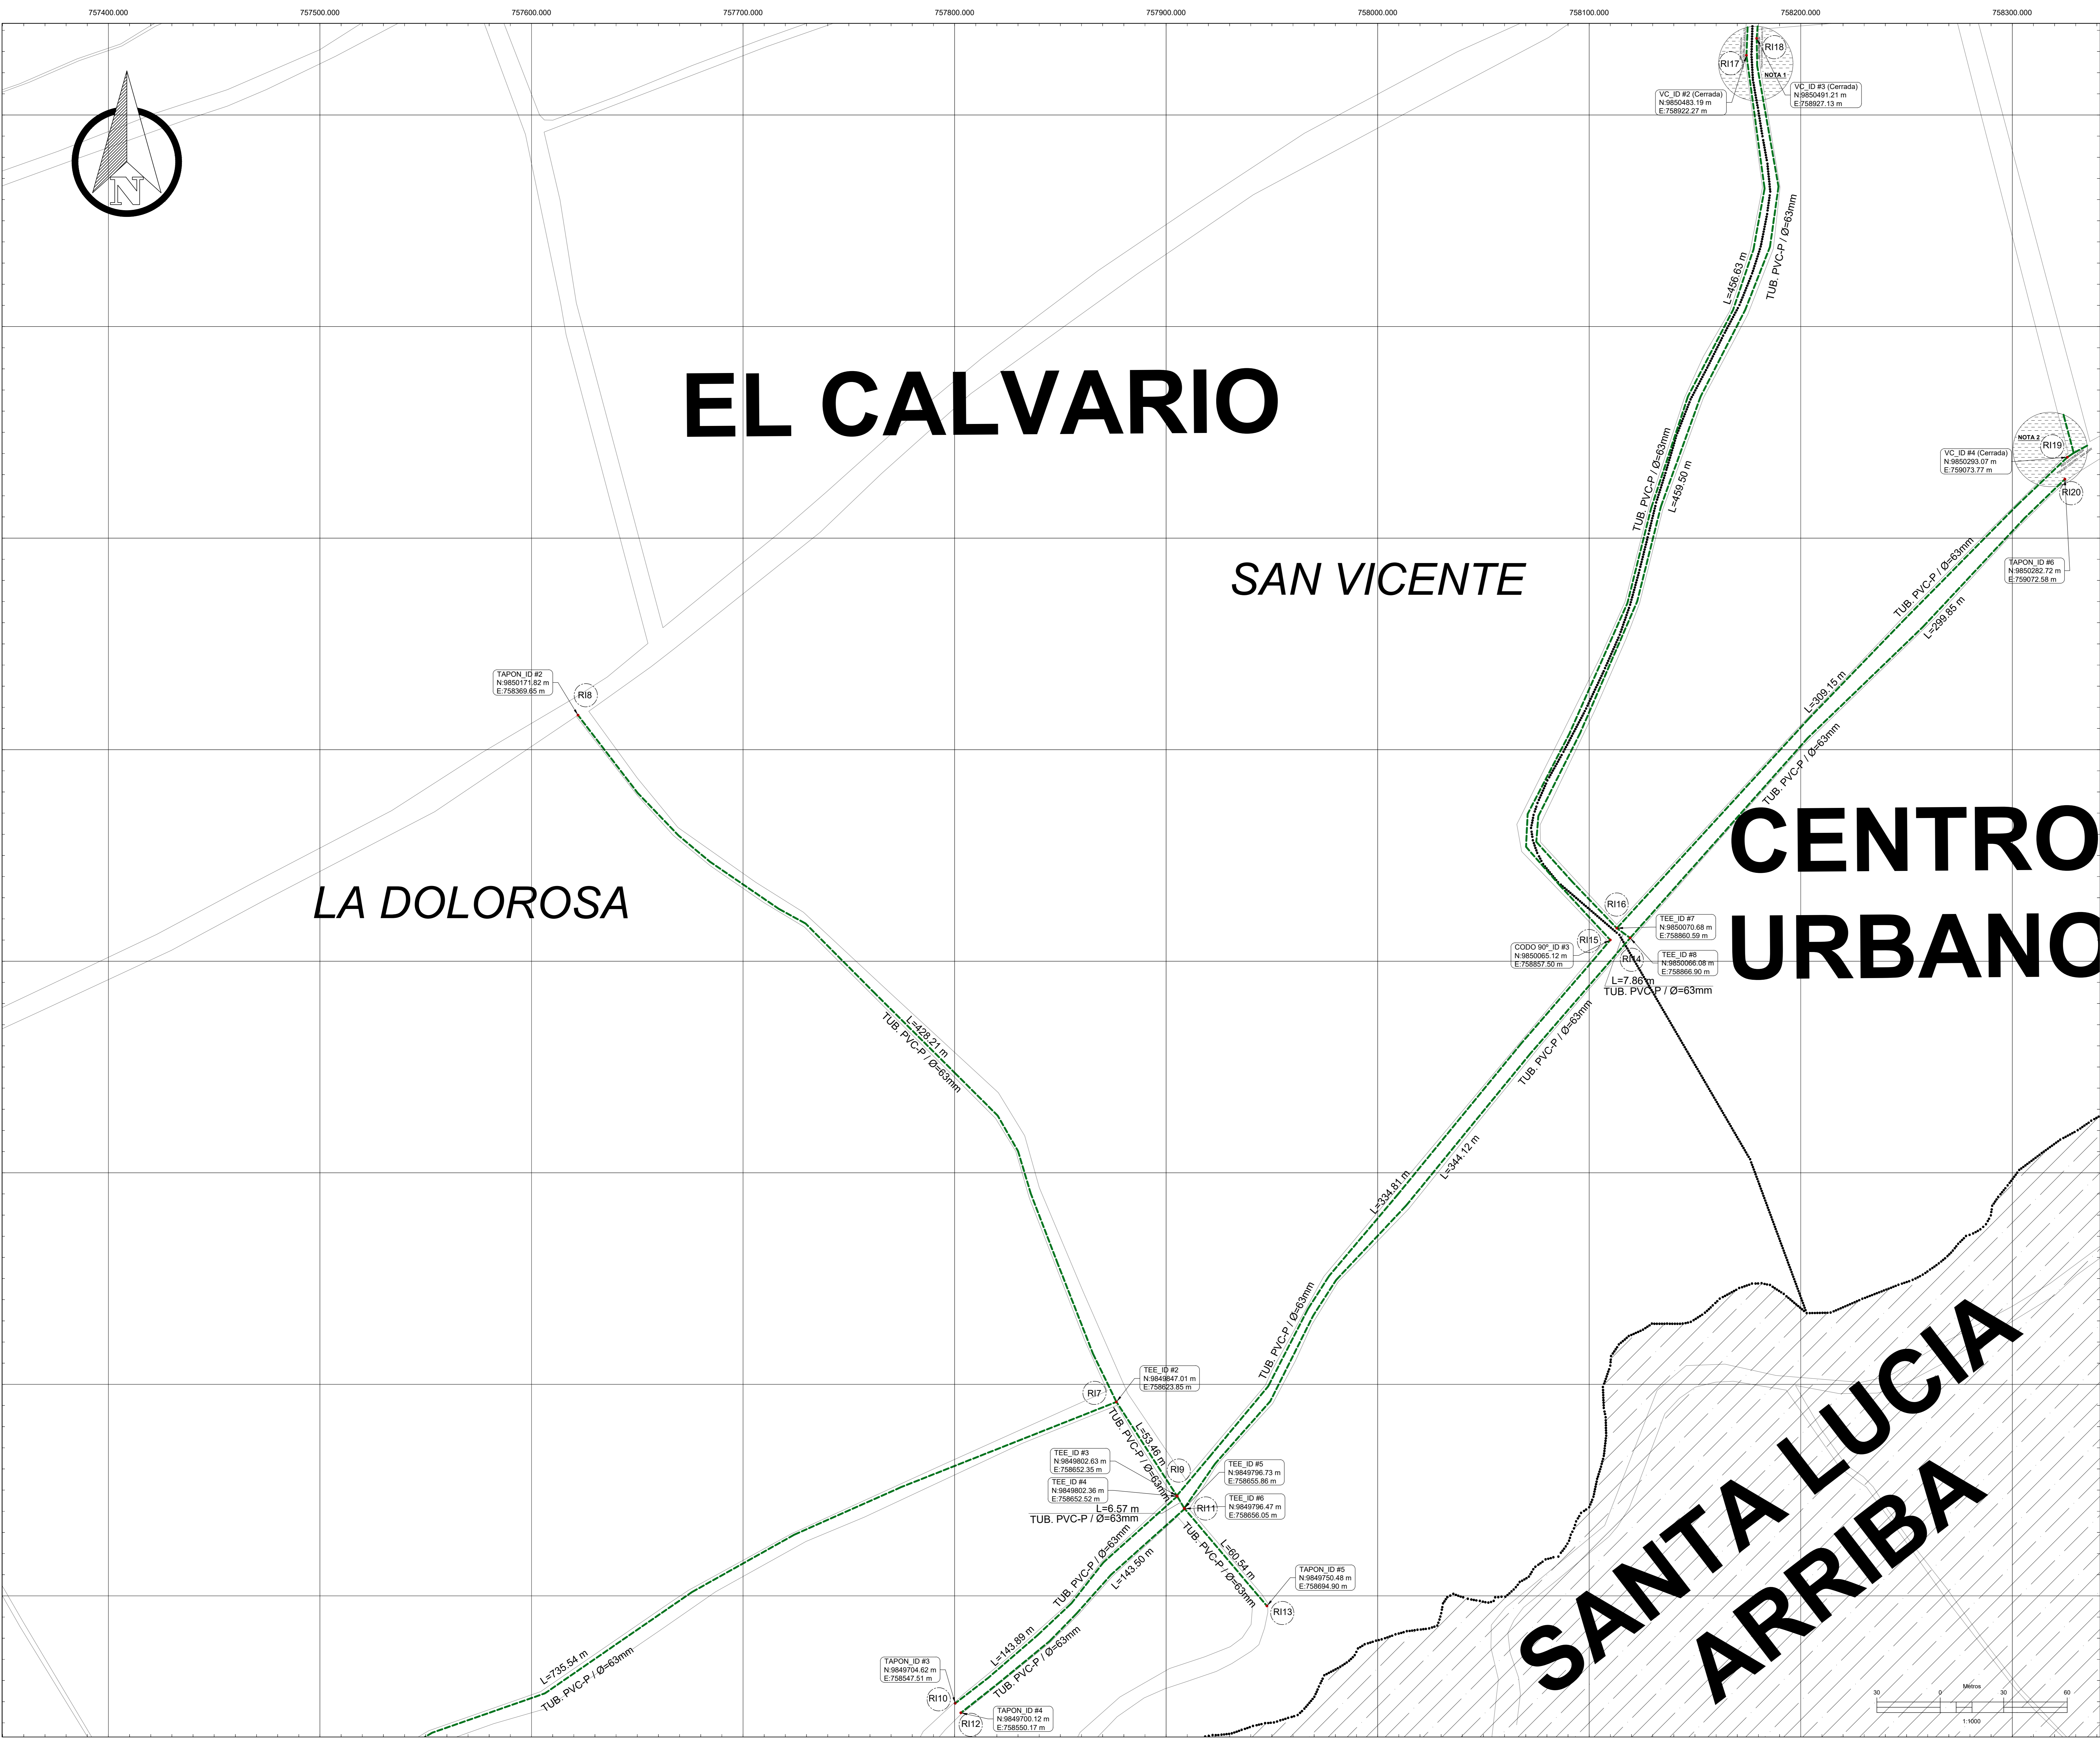 757400.000
757500.000
757600.000
757700.000
757800.000
757900.000
758000.000
758100.000
758200.000
758300.000
N
RI17
RI18
NOTA 1
VC_ID #2 (Cerrada)
N:9850483.19 m
E:758922.27 m
VC_ID #3 (Cerrada)
N:9850491.21 m
E:758927.13 m
TUB. PVC-P / Ø=63mm
L=456.63 m
EL CALVARIO
TUB. PVC-P / Ø=63mm
L=459.50 m
NOTA 2
RI19
VC_ID #4 (Cerrada)
N:9850293.07 m
E:759073.77 m
RI20
TAPON_ID #6
N:9850282.72 m
E:759072.58 m
SAN VICENTE
TUB. PVC-P / Ø=63mm
L=299.85 m
TAPON_ID #2
N:9850171.82 m
E:758369.65 m
RI8
L=309.15 m
TUB. PVC-P / Ø=63mm
CENTRO
URBANO
LA DOLOROSA
RI16
TEE_ID #7
N:9850070.68 m
E:758860.59 m
RI15
CODO 90º_ID #3
N:9850065.12 m
E:758857.50 m
RI14
TEE_ID #8
N:9850066.08 m
E:758866.90 m
L=7.86 m
TUB. PVC-P / Ø=63mm
L=428.21 m
TUB. PVC-P / Ø=63mm
TUB. PVC-P / Ø=63mm
L=344.12 m
L=334.81 m
TUB. PVC-P / Ø=63mm
RI7
TEE_ID #2
N:9849847.01 m
E:758623.85 m
L=53.46 m
TUB. PVC-P / Ø=63mm
TEE_ID #3
N:9849802.63 m
E:758652.35 m
RI9
TEE_ID #4
N:9849802.36 m
E:758652.52 m
TEE_ID #5
N:9849796.73 m
E:758655.86 m
L=6.57 m
TUB. PVC-P / Ø=63mm
RI11
TEE_ID #6
N:9849796.47 m
E:758656.05 m
TUB. PVC-P / Ø=63mm
L=143.50 m
L=60.54 m
TUB. PVC-P / Ø=63mm
TAPON_ID #5
N:9849750.48 m
E:758694.90 m
RI13
L=143.89 m
TUB. PVC-P / Ø=63mm
L=735.54 m
TUB. PVC-P / Ø=63mm
TAPON_ID #3
N:9849704.62 m
E:758547.51 m
RI10
RI12
TAPON_ID #4
N:9849700.12 m
E:758550.17 m
SANTA LUCIA
ARRIBA
Metros
30 0 30 60
1:1000